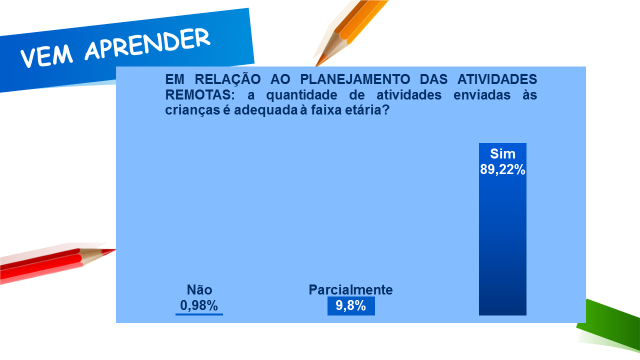 VEM APRENDER
EM RELAÇÃO AO PLANEJAMENTO DAS ATIVIDADES
REMOTAS: a quantidade de atividades enviadas às
crianças é adequada à faixa etária?
Sim
89,22%
Não
0,98%
Parcialmente
9,8%